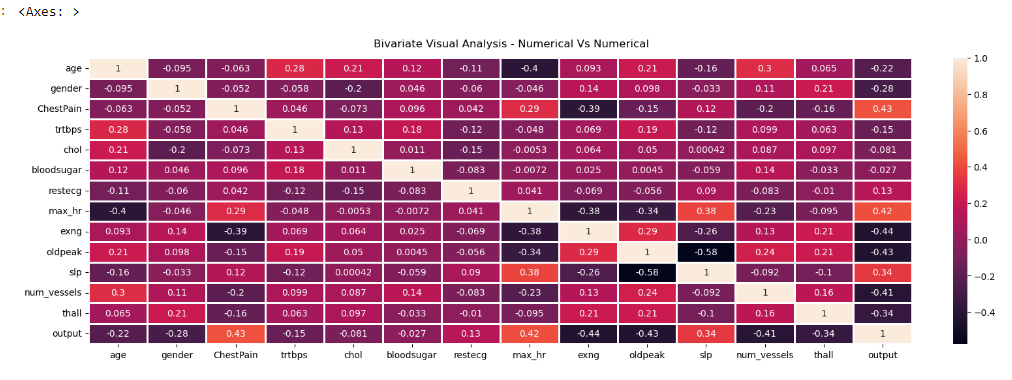 : <Axes: >
Bivariate Visual Analysis - Numerical Vs Numerical
age 1 -0.095 -0.063 0.28 0.21 0.12 -0.11 -0.4 0.093 0.21 -0.16 0.3 0.065 -0.22
gender -0.095 1 -0.052 -0.058 -0.2 0.046 -0.06 -0.046 0.14 0.098 -0.033 0.11 0.21 -0.28
ChestPain -0.063 -0.052 1 0.046 -0.073 0.096 0.042 0.29 -0.39 -0.15 0.12 -0.2 -0.16 0.43
trtbps 0.28 -0.058 0.046 1 0.13 0.18 -0.12 -0.048 0.069 0.19 -0.12 0.099 0.063 -0.15
chol 0.21 -0.2 -0.073 0.13 1 0.011 -0.15 -0.0053 0.064 0.05 0.00042 0.087 0.097 -0.081
bloodsugar 0.12 0.046 0.096 0.18 0.011 1 -0.083 -0.0072 0.025 0.0045 -0.059 0.14 -0.033 -0.027
restecg -0.11 -0.06 0.042 -0.12 -0.15 -0.083 1 0.041 -0.069 -0.056 0.09 -0.083 -0.01 0.13
max_hr -0.4 -0.046 0.29 -0.048 -0.0053 -0.0072 0.041 1 -0.38 -0.34 0.38 -0.23 -0.095 0.42
exng 0.093 0.14 -0.39 0.069 0.064 0.025 -0.069 -0.38 1 0.29 -0.26 0.13 0.21 -0.44
oldpeak 0.21 0.098 -0.15 0.19 0.05 0.0045 -0.056 -0.34 0.29 1 -0.58 0.24 0.21 -0.43
slp -0.16 -0.033 0.12 -0.12 0.00042 -0.059 0.09 0.38 -0.26 -0.58 1 -0.092 -0.1 0.34
num_vessels 0.3 0.11 -0.2 0.099 0.087 0.14 -0.083 -0.23 0.13 0.24 -0.092 1 0.16 -0.41
thall 0.065 0.21 -0.16 0.063 0.097 -0.033 -0.01 -0.095 0.21 0.21 -0.1 0.16 1 -0.34
output -0.22 -0.28 0.43 -0.15 -0.081 -0.027 0.13 0.42 -0.44 -0.43 0.34 -0.41 -0.34 1
age gender ChestPain trtbps chol bloodsugar restecg max_hr exng oldpeak slp num_vessels thall output
1.0
0.8
0.6
0.4
0.2
0.0
-0.2
-0.4